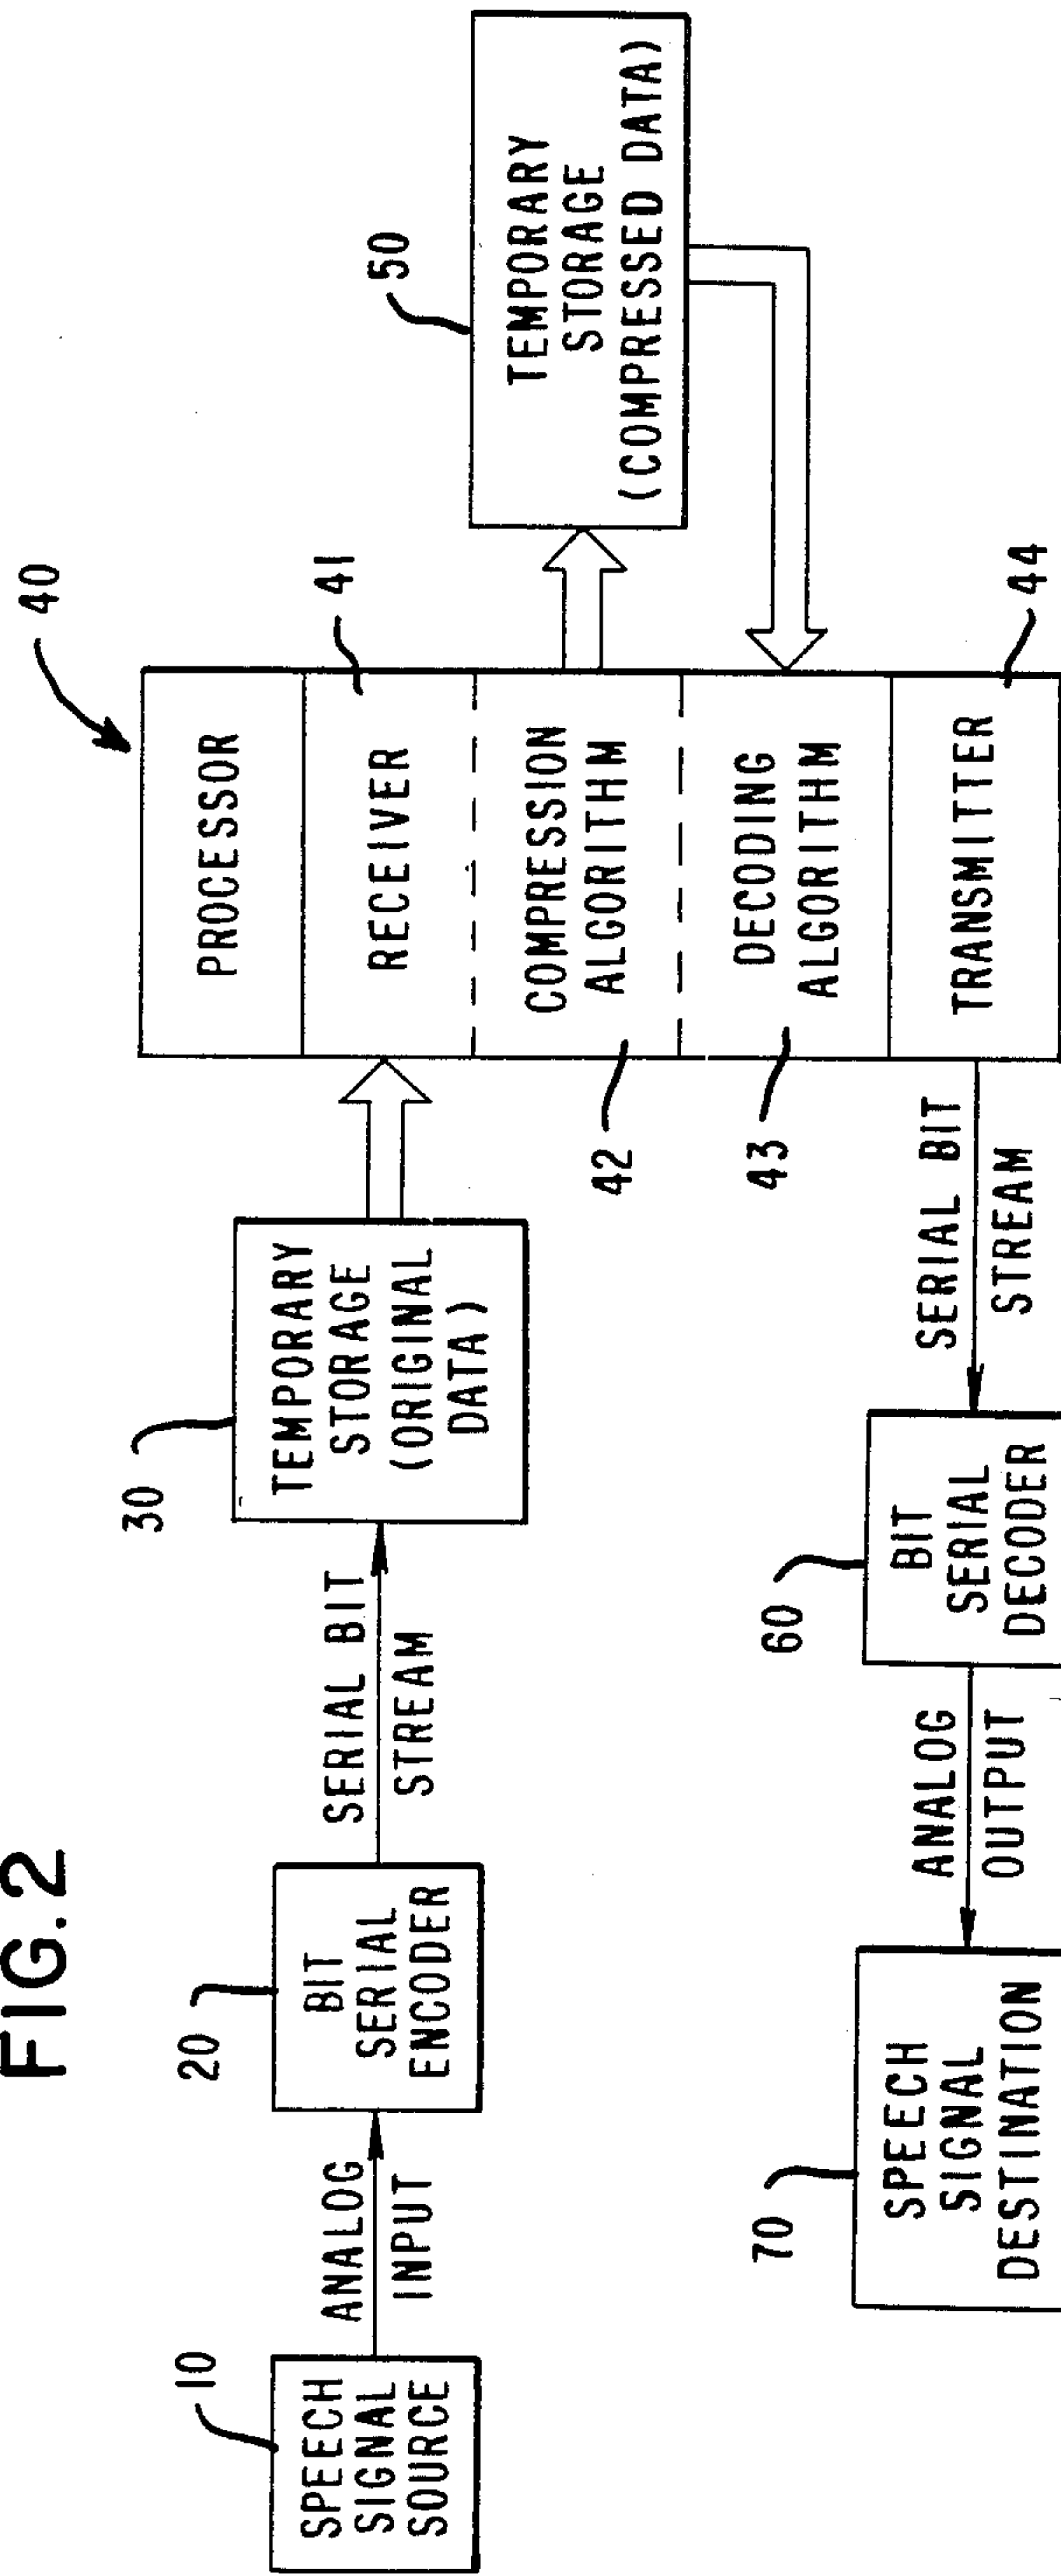 FIG.2
10
SPEECH
SIGNAL
SOURCE
ANALOG
INPUT
20
BIT
SERIAL
ENCODER
SERIAL BIT
STREAM
30
TEMPORARY
STORAGE
(ORIGINAL
DATA)
40
PROCESSOR
41
RECEIVER
42
COMPRESSION
ALGORITHM
43
DECODING
ALGORITHM
44
TRANSMITTER
50
TEMPORARY
STORAGE
(COMPRESSED DATA)
SERIAL BIT
STREAM
60
BIT
SERIAL
DECODER
ANALOG
OUTPUT
70
SPEECH
SIGNAL
DESTINATION